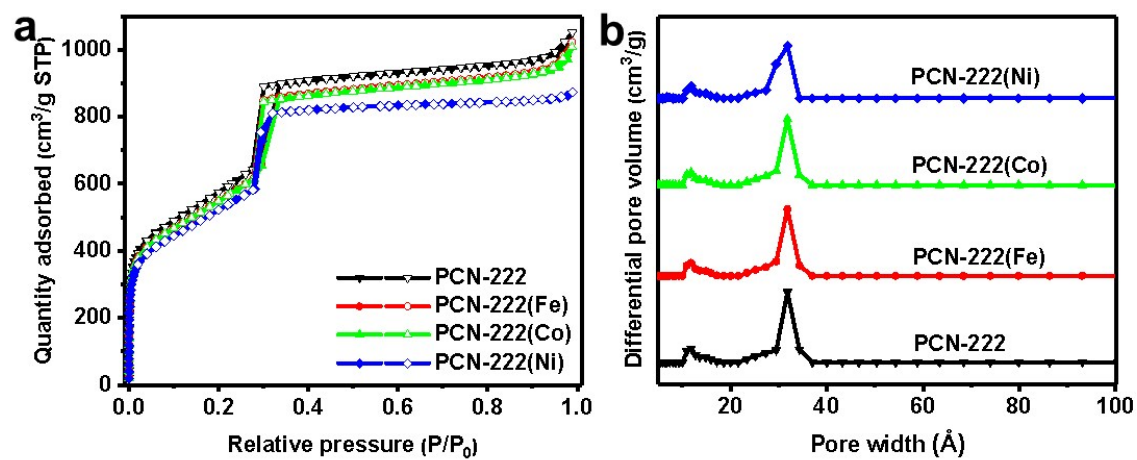 a
Quantity adsorbed (cm³/g STP)
1000
800
600
400
200
0
0.0 0.2 0.4 0.6 0.8 1.0
Relative pressure (P/P₀)
PCN-222
PCN-222(Fe)
PCN-222(Co)
PCN-222(Ni)
b
Differential pore volume (cm³/g)
PCN-222(Ni)
PCN-222(Co)
PCN-222(Fe)
PCN-222
20 40 60 80 100
Pore width (Å)